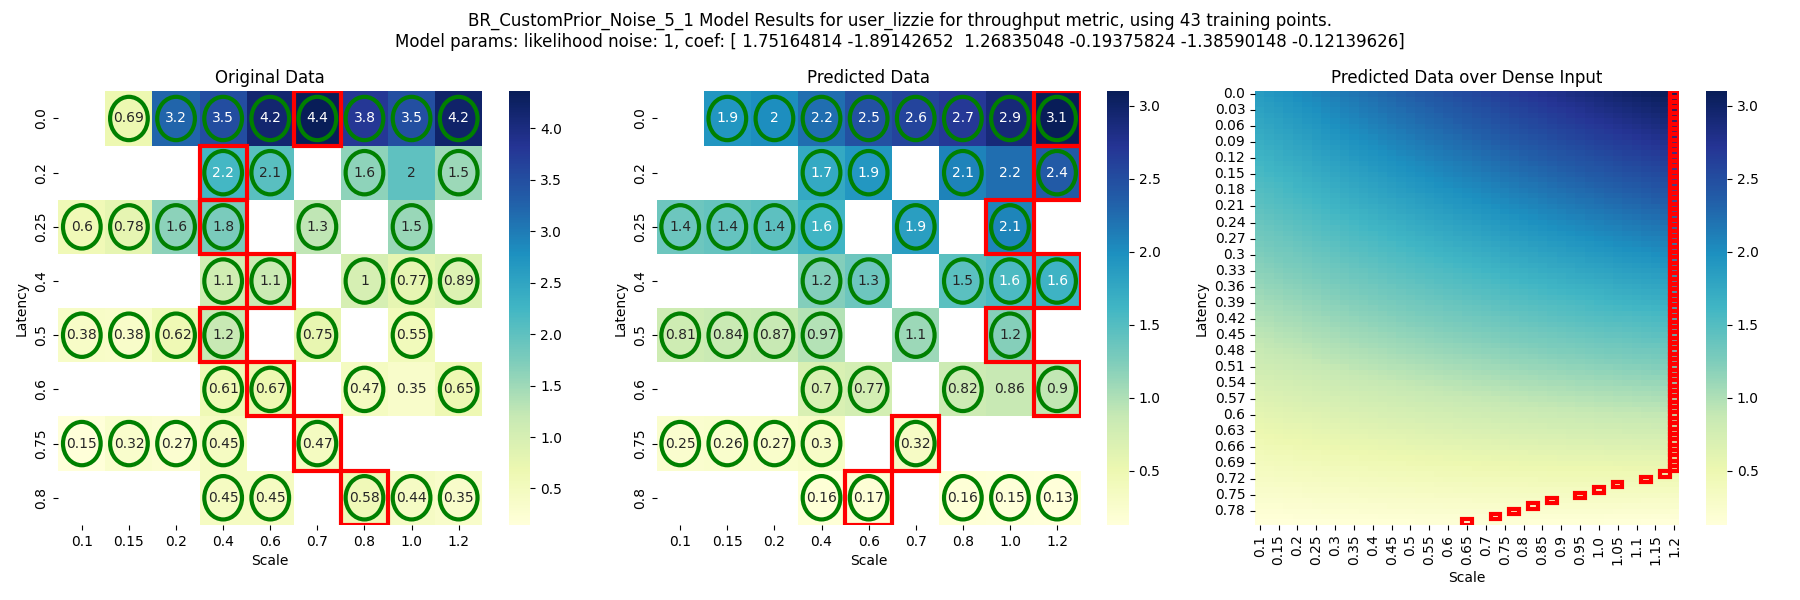 BR_CustomPrior_Noise_5_1 Model Results for user_lizzie for throughput metric, using 43 training points.
Model params: likelihood noise: 1, coef: [ 1.75164814 -1.89142652  1.26835048 -0.19375824 -1.38590148 -0.12139626]
Original Data
0.0 0.69 3.2 3.5 4.2 4.4 3.8 3.5 4.2
0.2 2.2 2.1 1.6 2 1.5
0.25 0.6 0.78 1.6 1.8 1.3 1.5
0.4 1.1 1.1 1 0.77 0.89
0.5 0.38 0.38 0.62 1.2 0.75 0.55
0.6 0.61 0.67 0.47 0.35 0.65
0.75 0.15 0.32 0.27 0.45 0.47
0.8 0.45 0.45 0.58 0.44 0.35
Latency
0.1 0.15 0.2 0.4 0.6 0.7 0.8 1.0 1.2
Scale
4.0
3.5
3.0
2.5
2.0
1.5
1.0
0.5
Predicted Data
0.0 1.9 2 2.2 2.5 2.6 2.7 2.9 3.1
0.2 1.7 1.9 2.1 2.2 2.4
0.25 1.4 1.4 1.4 1.6 1.9 2.1
0.4 1.2 1.3 1.5 1.6 1.6
0.5 0.81 0.84 0.87 0.97 1.1 1.2
0.6 0.7 0.77 0.82 0.86 0.9
0.75 0.25 0.26 0.27 0.3 0.32
0.8 0.16 0.17 0.16 0.15 0.13
Latency
0.1 0.15 0.2 0.4 0.6 0.7 0.8 1.0 1.2
Scale
3.0
2.5
2.0
1.5
1.0
0.5
Predicted Data over Dense Input
0.0
0.03
0.06
0.09
0.12
0.15
0.18
0.21
0.24
0.27
0.3
0.33
0.36
0.39
0.42
0.45
0.48
0.51
0.54
0.57
0.6
0.63
0.66
0.69
0.72
0.75
0.78
Latency
0.1 0.15 0.2 0.25 0.3 0.35 0.4 0.45 0.5 0.55 0.6 0.65 0.7 0.75 0.8 0.85 0.9 0.95 1.0 1.05 1.1 1.15 1.2
Scale
3.0
2.5
2.0
1.5
1.0
0.5